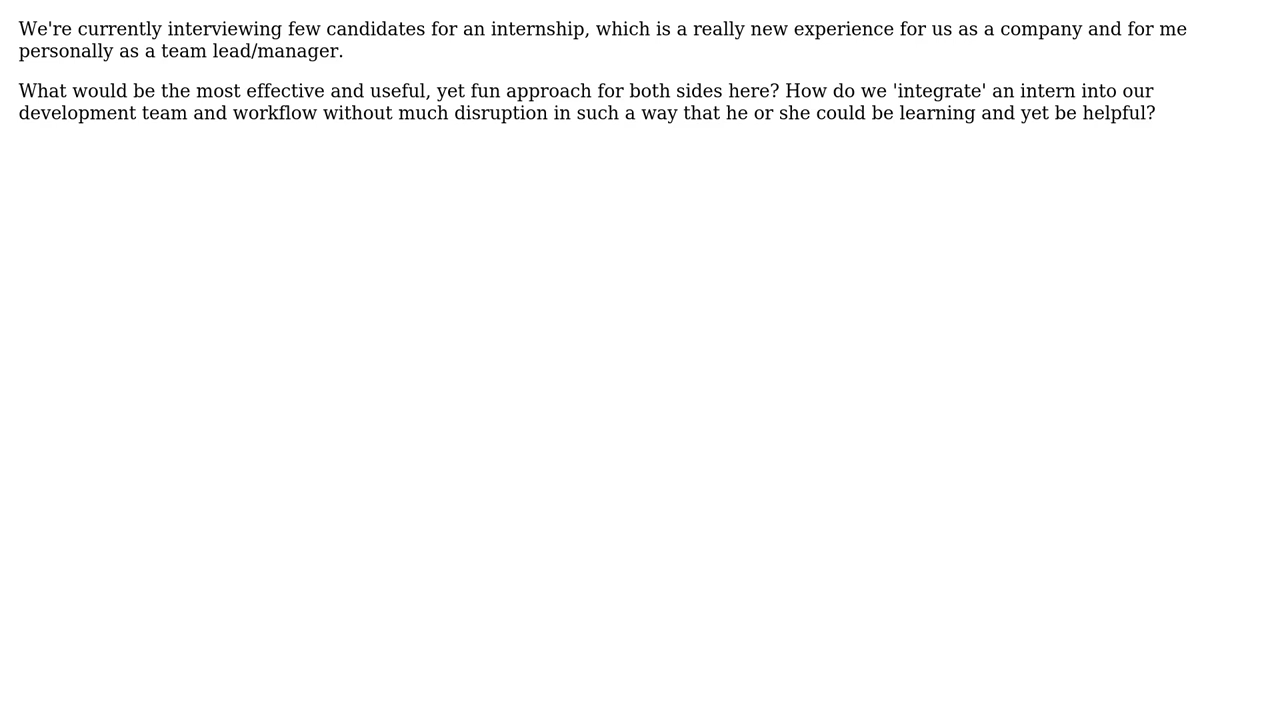 We're currently interviewing few candidates for an internship, which is a really new experience for us as a company and for me
personally as a team lead/manager.
What would be the most effective and useful, yet fun approach for both sides here? How do we 'integrate' an intern into our
development team and workflow without much disruption in such a way that he or she could be learning and yet be helpful?